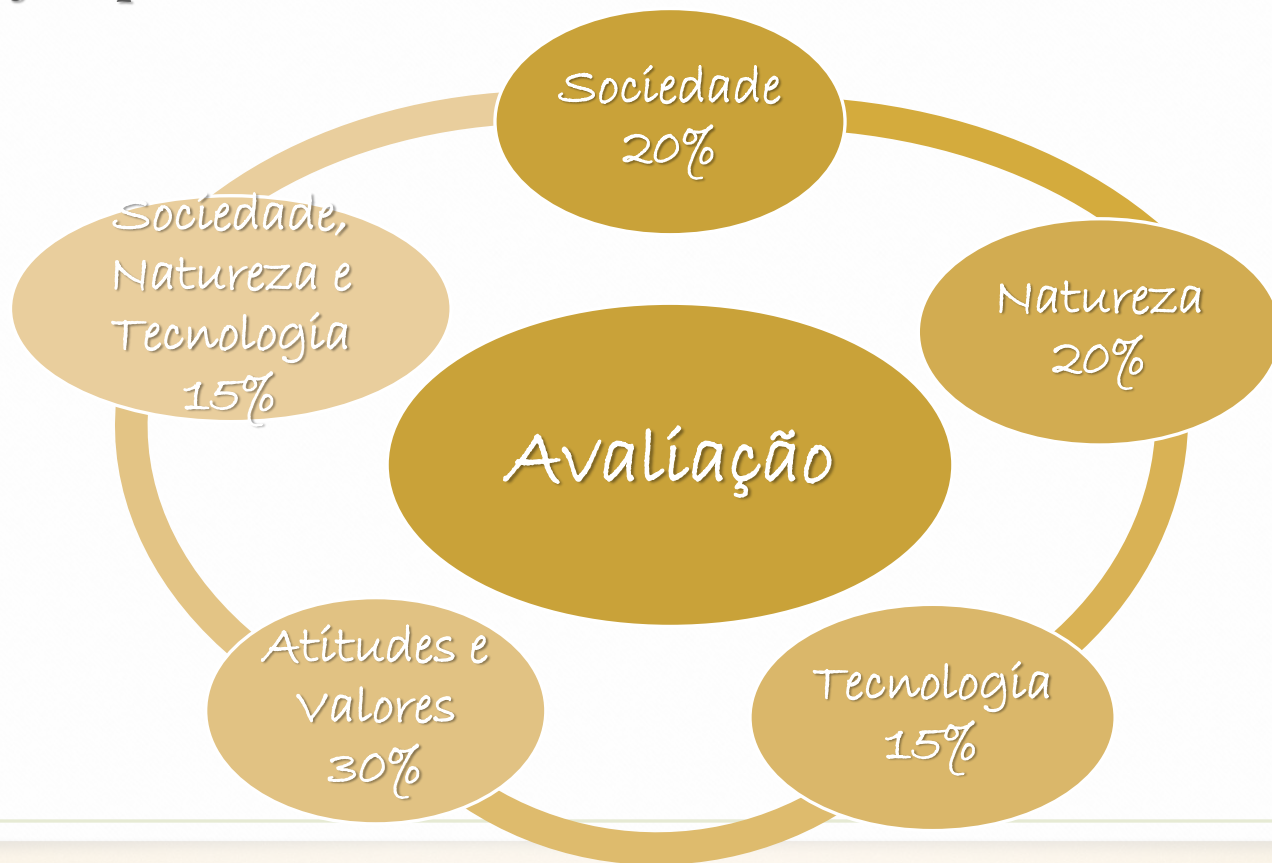 Sociedade
20%
Natureza
20%
Tecnologia
15%
Atitudes e
Valores
30%
Sociedade,
Natureza e
Tecnologia
15%
Avaliação